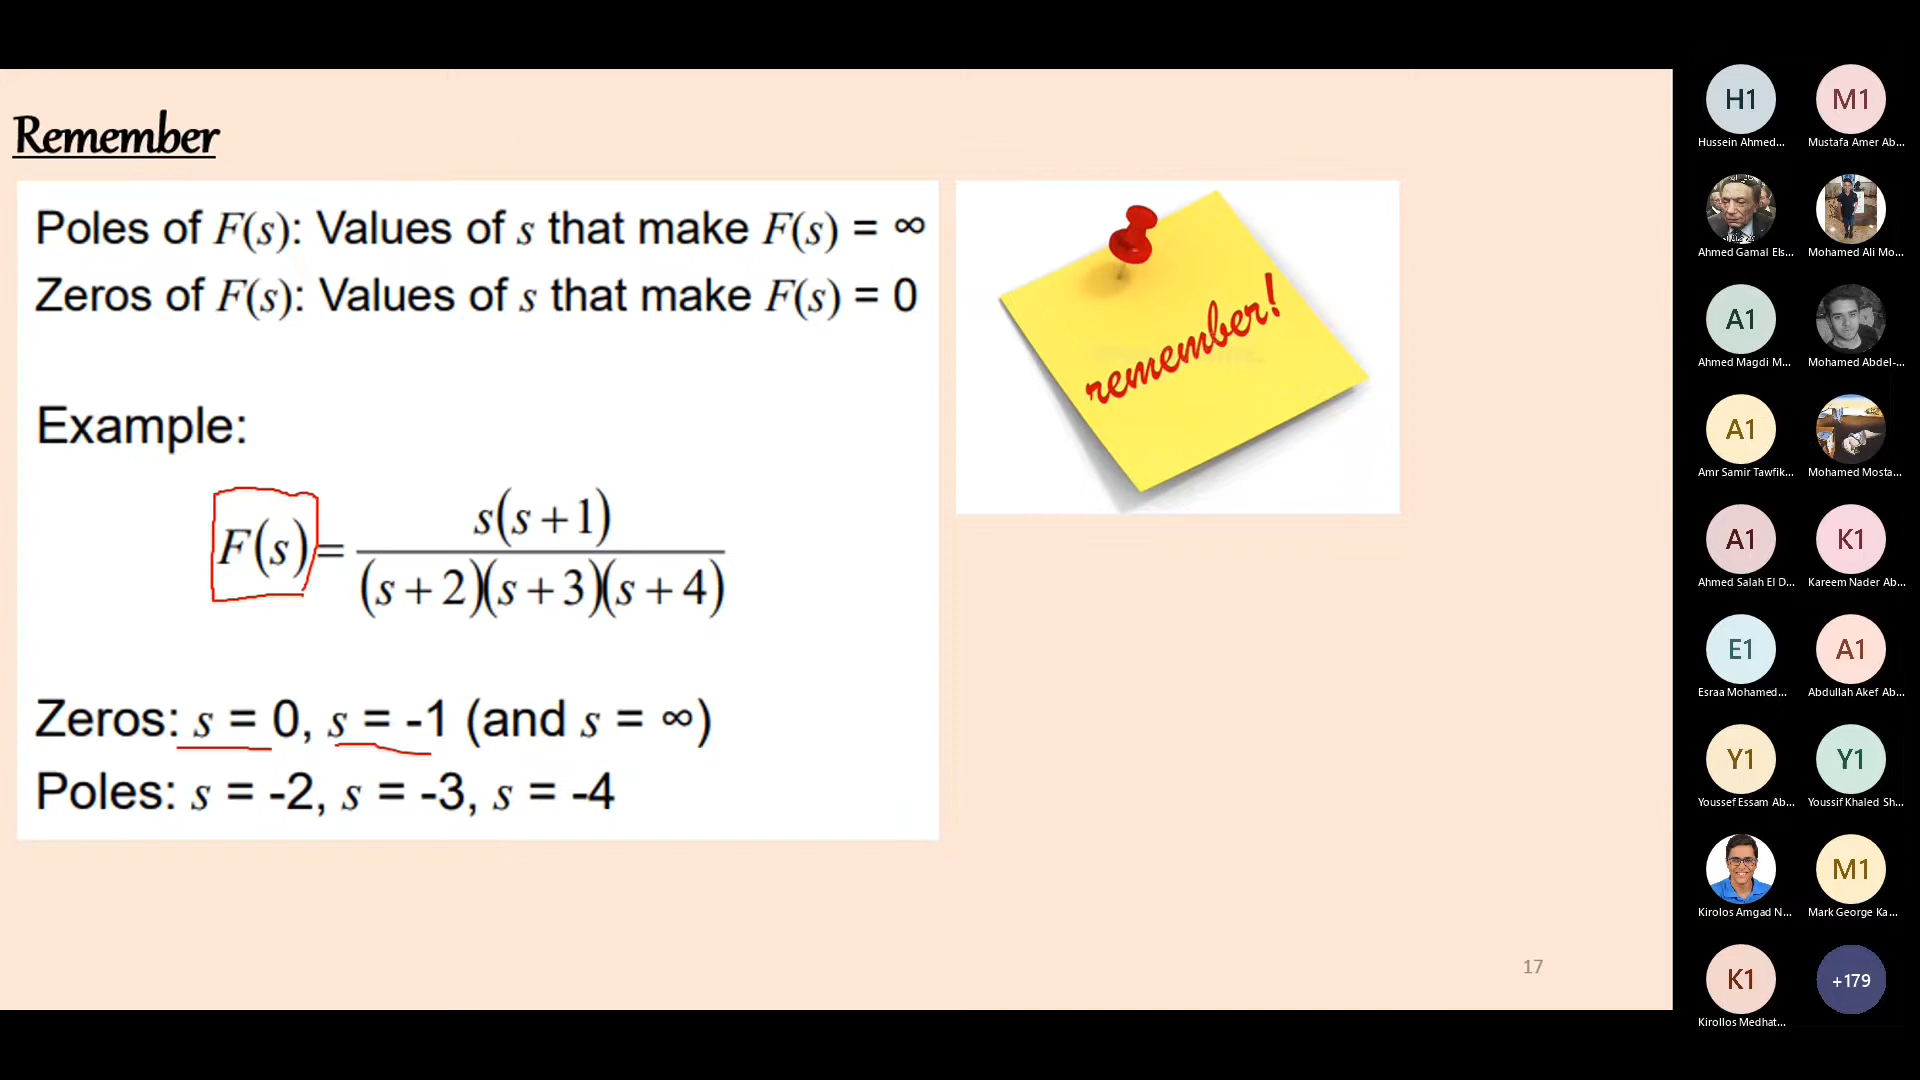 Remember
Poles of F(s): Values of s that make F(s) = ∞
Zeros of F(s): Values of s that make F(s) = 0
Example:
F(s) = s(s+1) / (s+2)(s+3)(s+4)
Zeros: s = 0, s = -1 (and s = ∞)
Poles: s = -2, s = -3, s = -4
remember!
17
H1
Hussein Ahmed...
M1
Mustafa Amer Ab...
Ahmed Gamal Els...
Mohamed Ali Mo...
A1
Ahmed Magdi M...
Mohamed Abdel-...
A1
Amr Samir Tawfik...
Mohamed Mosta...
A1
Ahmed Salah El D...
K1
Kareem Nader Ab...
E1
Esraa Mohamed...
A1
Abdullah Akef Ab...
Y1
Youssef Essam Ab...
Y1
Youssif Khaled Sh...
Kirolos Amgad N...
M1
Mark George Ka...
K1
Kirollos Medhat...
+179